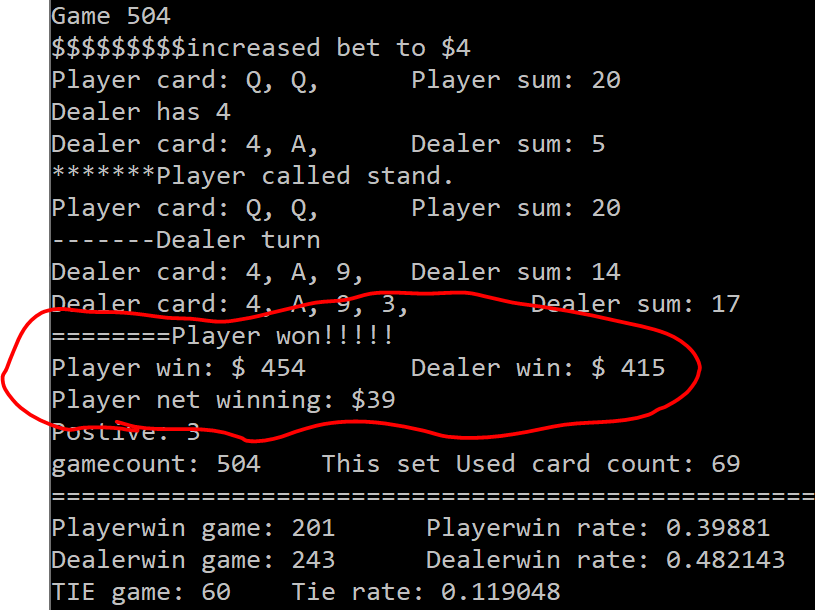 Game 504
$$$$$$$$$increased bet to $4
Player card: Q, Q,      Player sum: 20
Dealer has 4
Dealer card: 4, A,      Dealer sum: 5
*******Player called stand.
Player card: Q, Q,      Player sum: 20
-------Dealer turn
Dealer card: 4, A, 9,   Dealer sum: 14
Dealer card: 4, A, 9, 3,        Dealer sum: 17
========Player won!!!!!
Player win: $ 454       Dealer win: $ 415
Player net winning: $39
Postive: 3
gamecount: 504    This set Used card count: 69
===================================================
Playerwin game: 201      Playerwin rate: 0.39881
Dealerwin game: 243      Dealerwin rate: 0.482143
TIE game: 60    Tie rate: 0.119048